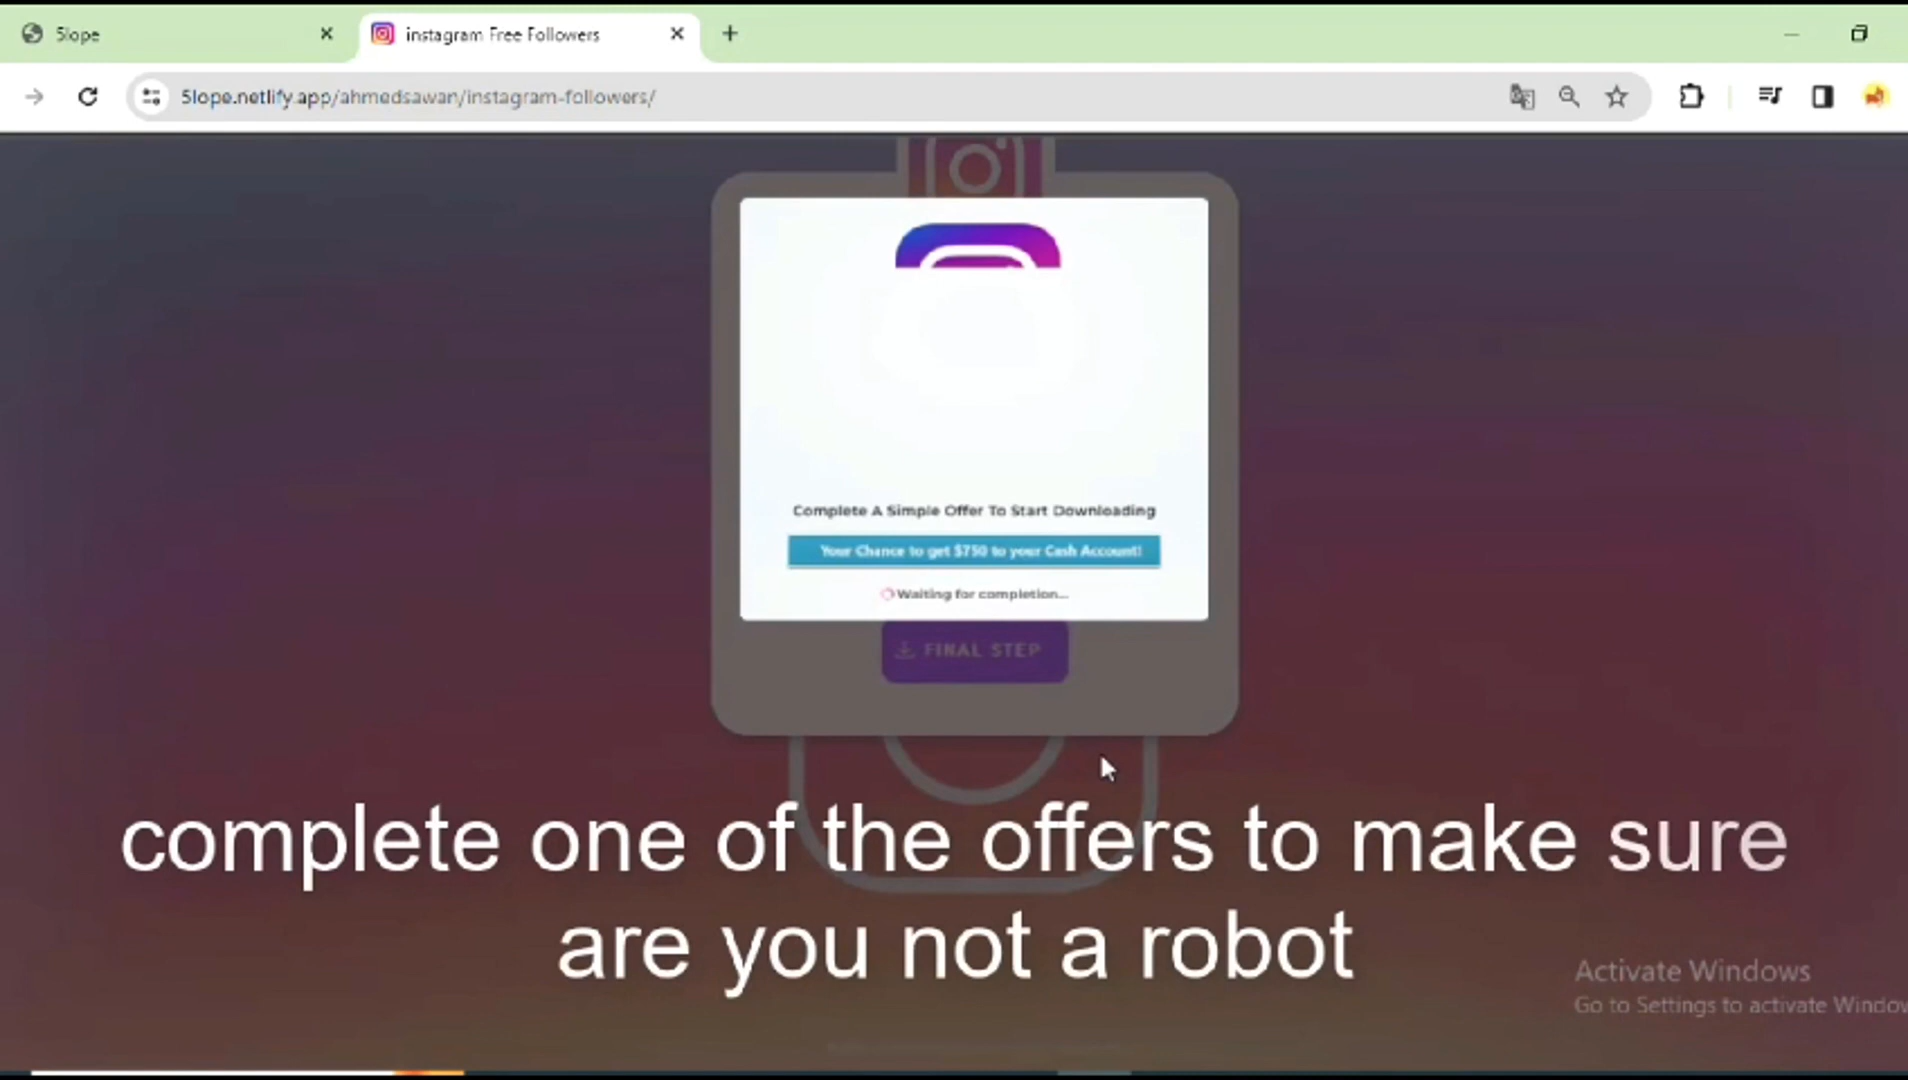 5lope
instagram Free Followers
5lope.netlify.app/ahmedsawan/instagram-followers/
Complete A Simple Offer To Start Downloading
Your Chance to get $750 to your Cash Account!
Waiting for completion...
FINAL STEP
complete one of the offers to make sure
are you not a robot
Activate Windows
Go to Settings to activate Window